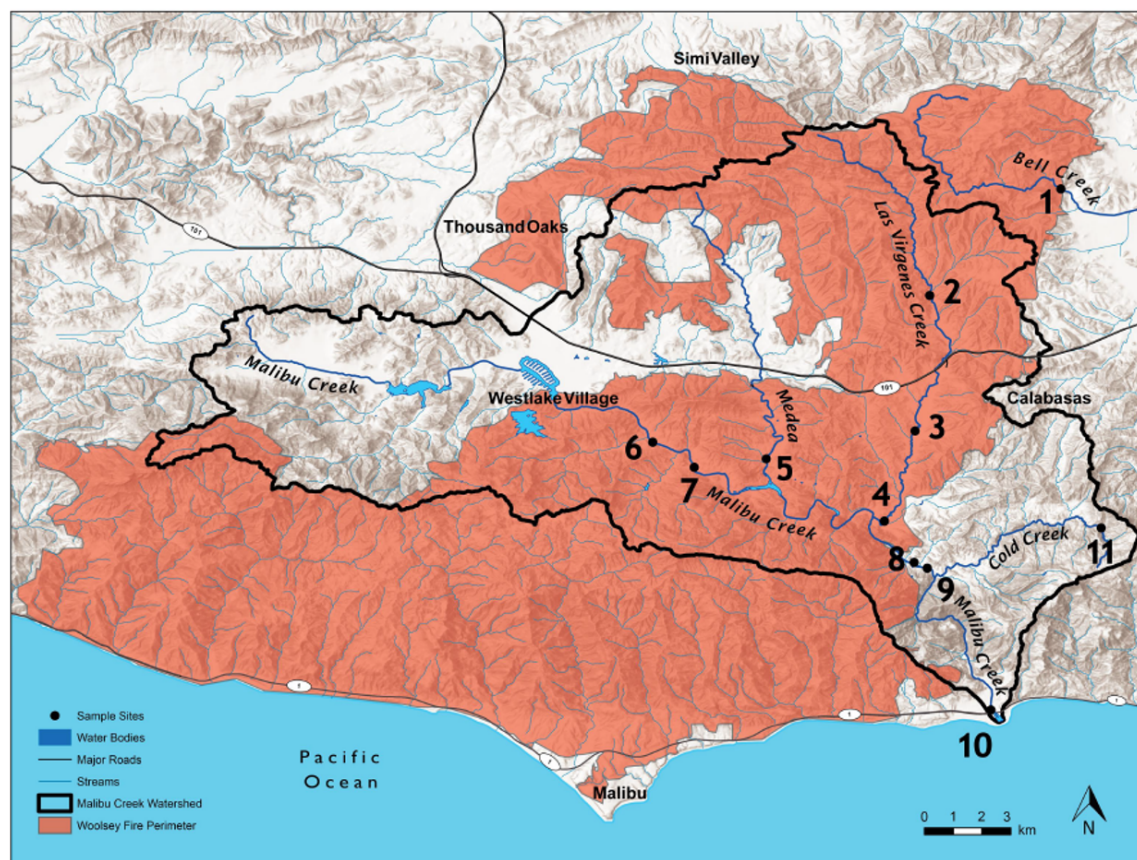 Simi Valley
Bell Creek
1
101
Thousand Oaks
Las Virgenes Creek
2
Malibu Creek
101
Westlake Village
Medea
Calabasas
3
6
5
7
Malibu Creek
4
Cold Creek
11
8
9
Malibu Creek
1
1
10
1
Pacific
Ocean
Malibu
Sample Sites
Water Bodies
Major Roads
Streams
Malibu Creek Watershed
Woolsey Fire Perimeter
0 1 2 3
km
N